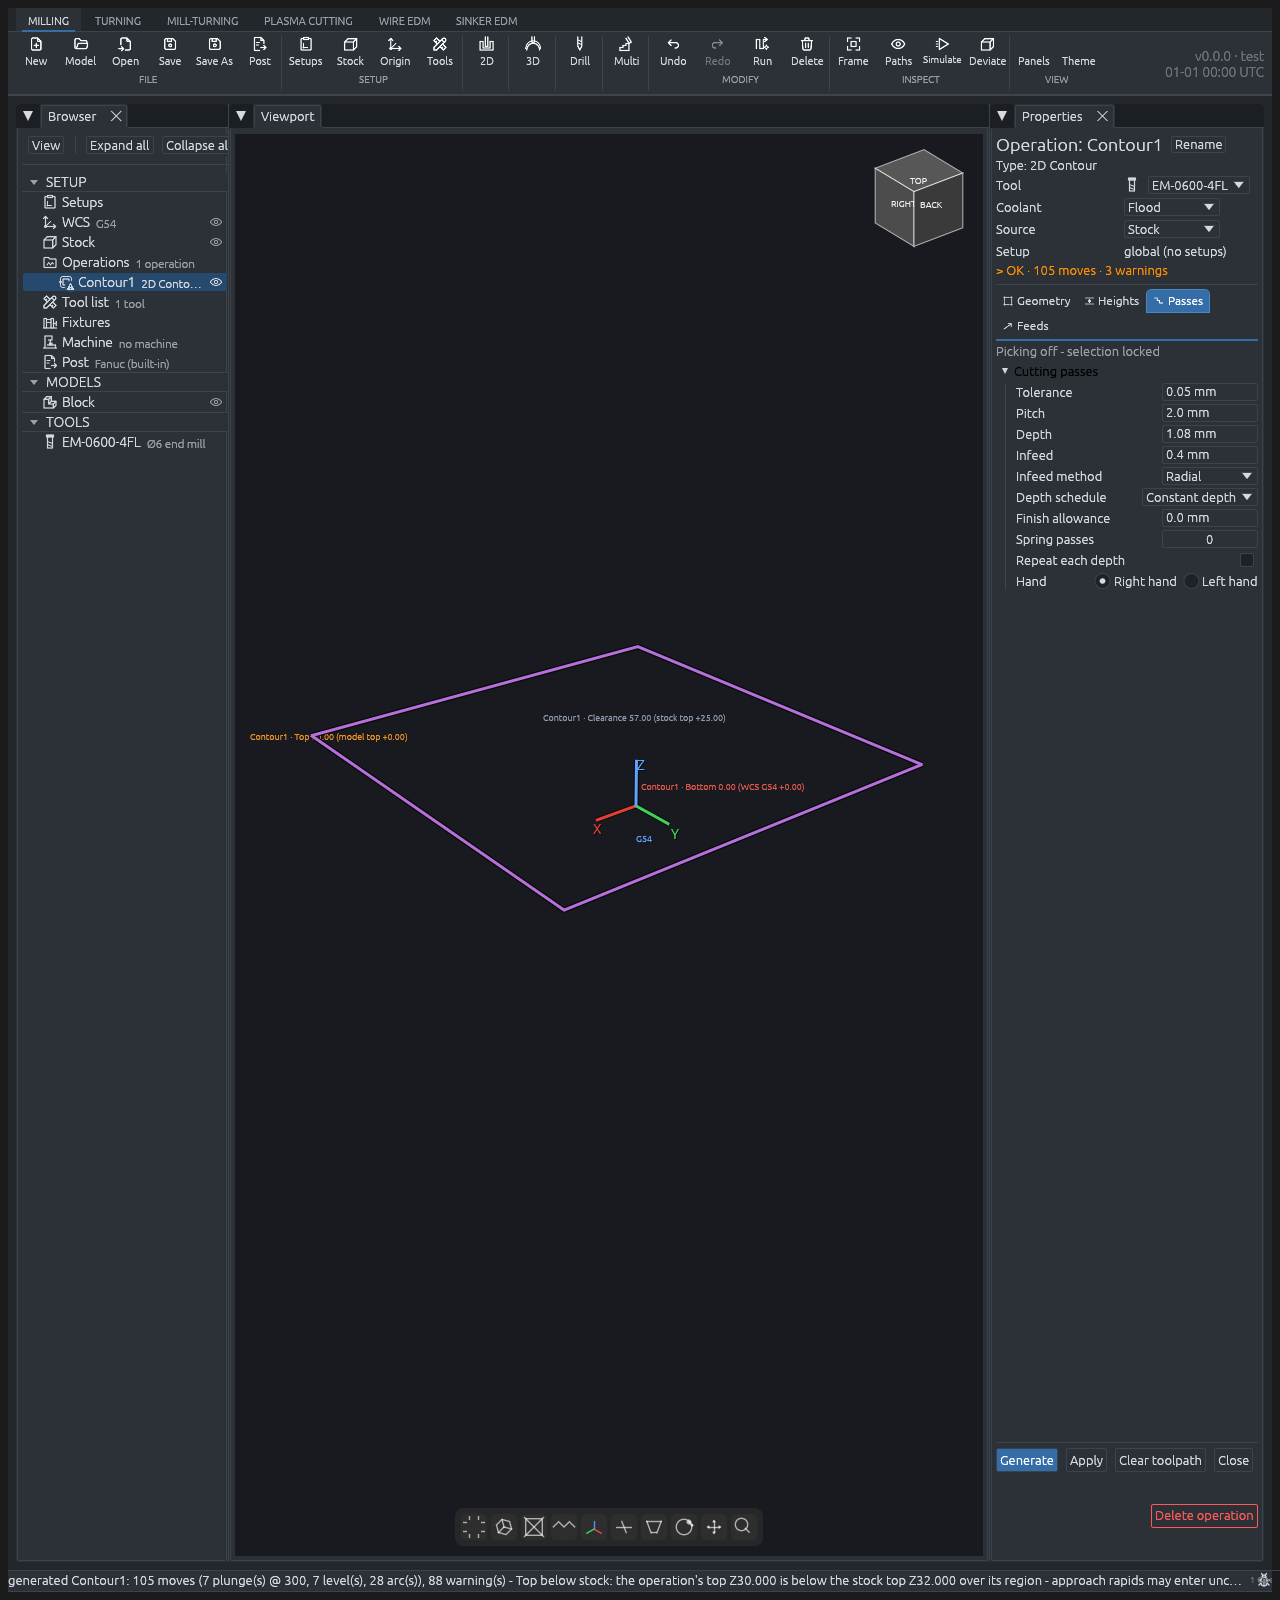 MILLING TURNING MILL-TURNING PLASMA CUTTING WIRE EDM SINKER EDM
New Model Open Save Save As Post Setups Stock Origin Tools 2D 3D Drill Multi Undo Redo Run Delete Frame Paths Simulate Deviate Panels Theme
FILE SETUP MODIFY INSPECT VIEW
v0.0.0 · test
01-01 00:00 UTC
Browser
View Expand all Collapse al
SETUP
Setups
WCS G54
Stock
Operations 1 operation
Contour1 2D Conto...
Tool list 1 tool
Fixtures
Machine no machine
Post Fanuc (built-in)
MODELS
Block
TOOLS
EM-0600-4FL Ø6 end mill
Viewport
TOP
RIGHT BACK
Contour1 · Clearance 57.00 (stock top +25.00)
Contour1 · Top .00 (model top +0.00)
Z
Contour1 · Bottom 0.00 (WCS G54 +0.00)
X Y
G54
Properties
Operation: Contour1 Rename
Type: 2D Contour
Tool EM-0600-4FL
Coolant Flood
Source Stock
Setup global (no setups)
> OK · 105 moves · 3 warnings
Geometry Heights Passes
Feeds
Picking off - selection locked
Cutting passes
Tolerance 0.05 mm
Pitch 2.0 mm
Depth 1.08 mm
Infeed 0.4 mm
Infeed method Radial
Depth schedule Constant depth
Finish allowance 0.0 mm
Spring passes 0
Repeat each depth
Hand Right hand Left hand
Generate Apply Clear toolpath Close
Delete operation
generated Contour1: 105 moves (7 plunge(s) @ 300, 7 level(s), 28 arc(s)), 88 warning(s) - Top below stock: the operation's top Z30.000 is below the stock top Z32.000 over its region - approach rapids may enter unc...